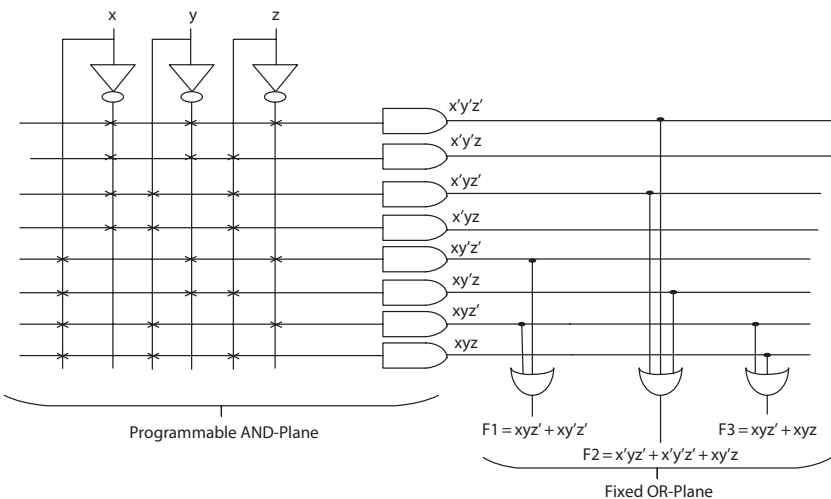 x y z
x'y'z'
x'y'z
x'yz'
x'yz
xy'z'
xy'z
xyz'
xyz
Programmable AND-Plane
F1 = xyz' + xy'z'
F3 = xyz' + xyz
F2 = x'yz' + x'y'z' + xy'z
Fixed OR-Plane